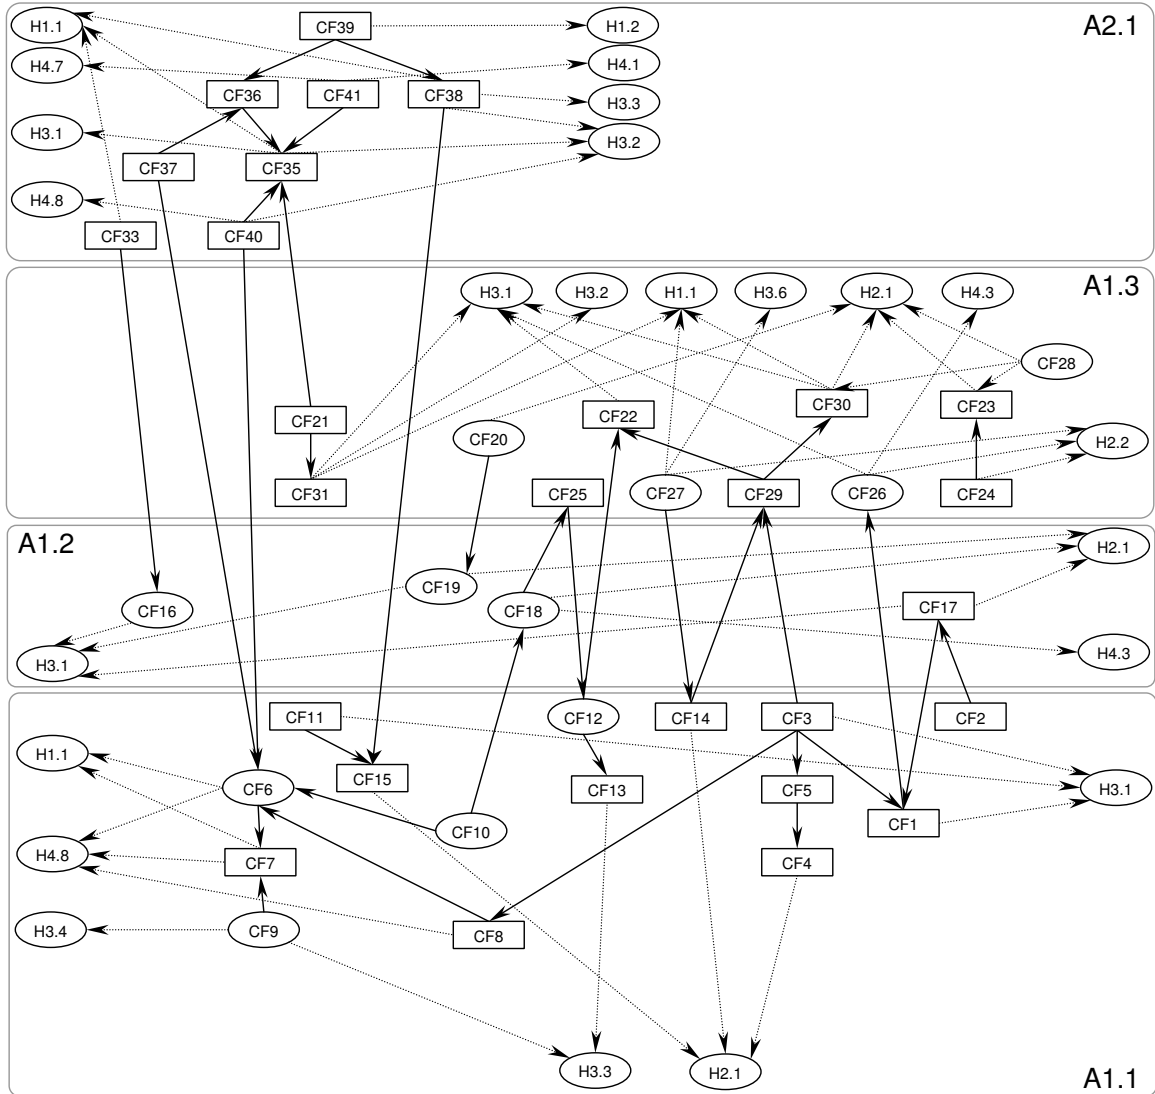 H1.1 CF39 H1.2 A2.1
H4.7 H4.1
CF36 CF41 CF38 H3.3
H3.1 H3.2
CF37 CF35
H4.8
CF33 CF40
H3.1 H3.2 H1.1 H3.6 H2.1 H4.3 A1.3
CF28
CF30 CF23
CF21 CF22
CF20 H2.2
CF31 CF25 CF27 CF29 CF26 CF24
A1.2 H2.1
CF19
CF16 CF18 CF17
H3.1 H4.3
CF11 CF12 CF14 CF3 CF2
H1.1
CF15
CF6 CF13 CF5 H3.1
CF10 CF1
H4.8 CF7 CF4
H3.4 CF9 CF8
H3.3 H2.1 A1.1